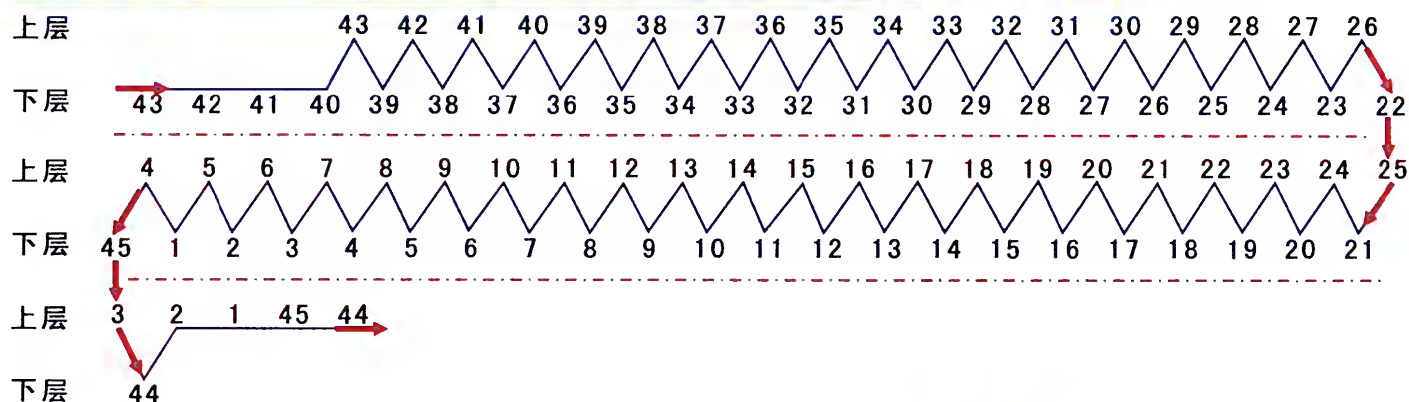 上层 43 42 41 40 39 38 37 36 35 34 33 32 31 30 29 28 27 26
下层 43 42 41 40 39 38 37 36 35 34 33 32 31 30 29 28 27 26 25 24 23 22
上层 4 5 6 7 8 9 10 11 12 13 14 15 16 17 18 19 20 21 22 23 24 25
下层 45 1 2 3 4 5 6 7 8 9 10 11 12 13 14 15 16 17 18 19 20 21
上层 3 2 1 45 44
下层 44